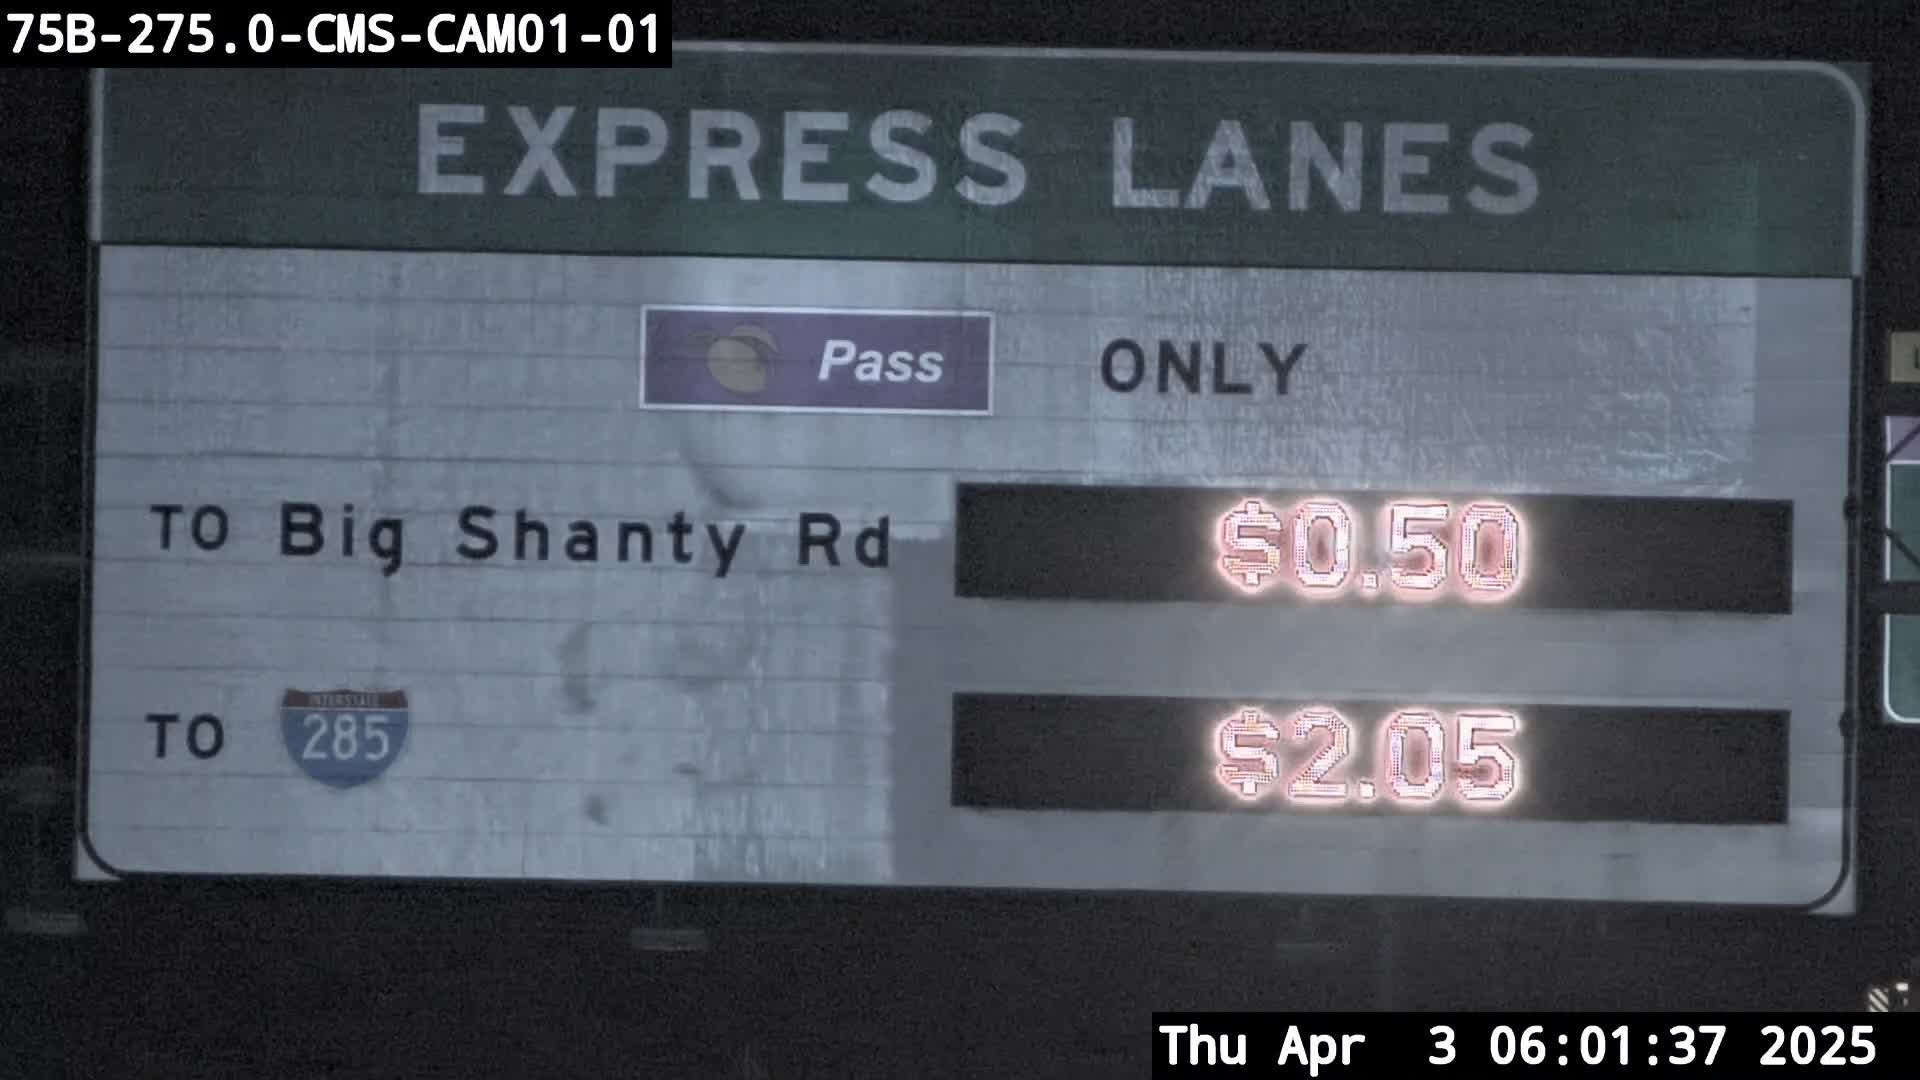 75B-275.0-CMS-CAM01-01
EXPRESS LANES
Pass ONLY
TO Big Shanty Rd $0.50
INTERSTATE
TO 285 $2.05
Thu Apr 3 06:01:37 2025